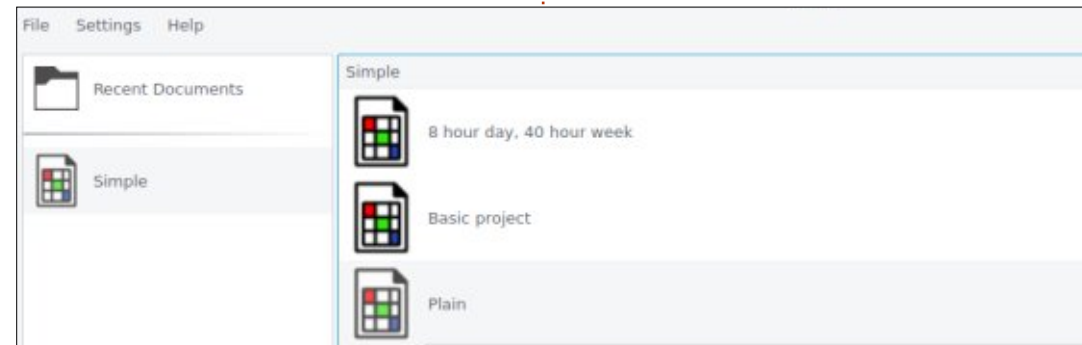 File Settings Help
Recent Documents
Simple
Simple
8 hour day, 40 hour week
Basic project
Plain